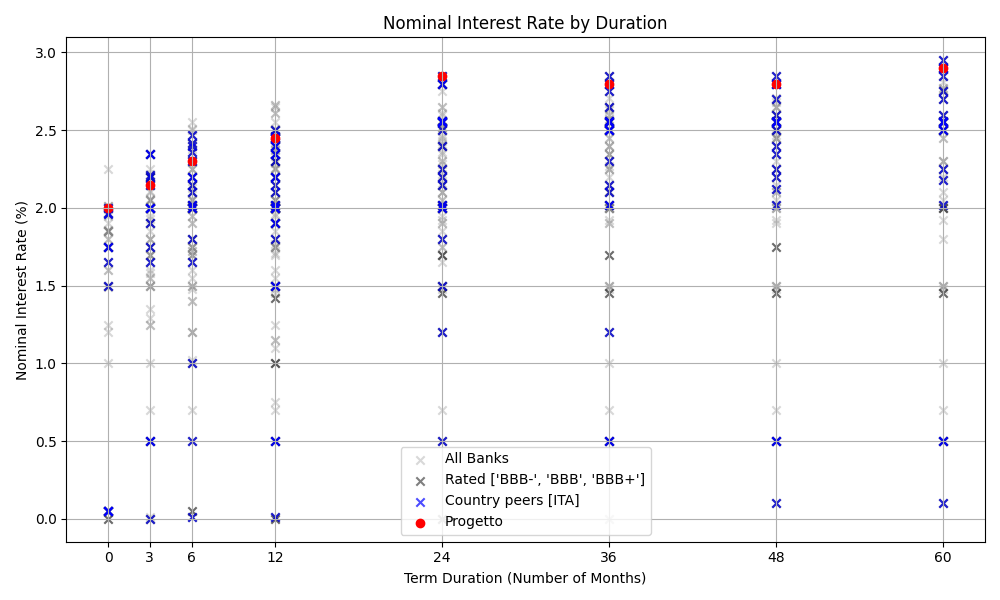 Nominal Interest Rate by Duration
Nominal Interest Rate (%)
3.0
2.5
2.0
1.5
1.0
0.5
0.0
All Banks
Rated ['BBB-', 'BBB', 'BBB+']
Country peers [ITA]
Progetto
0 3 6 12 24 36 48 60
Term Duration (Number of Months)